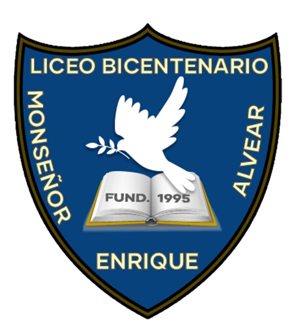 LICEO BICENTENARIO
MONSEÑOR
ENRIQUE
ALVEAR
FUND. 1995